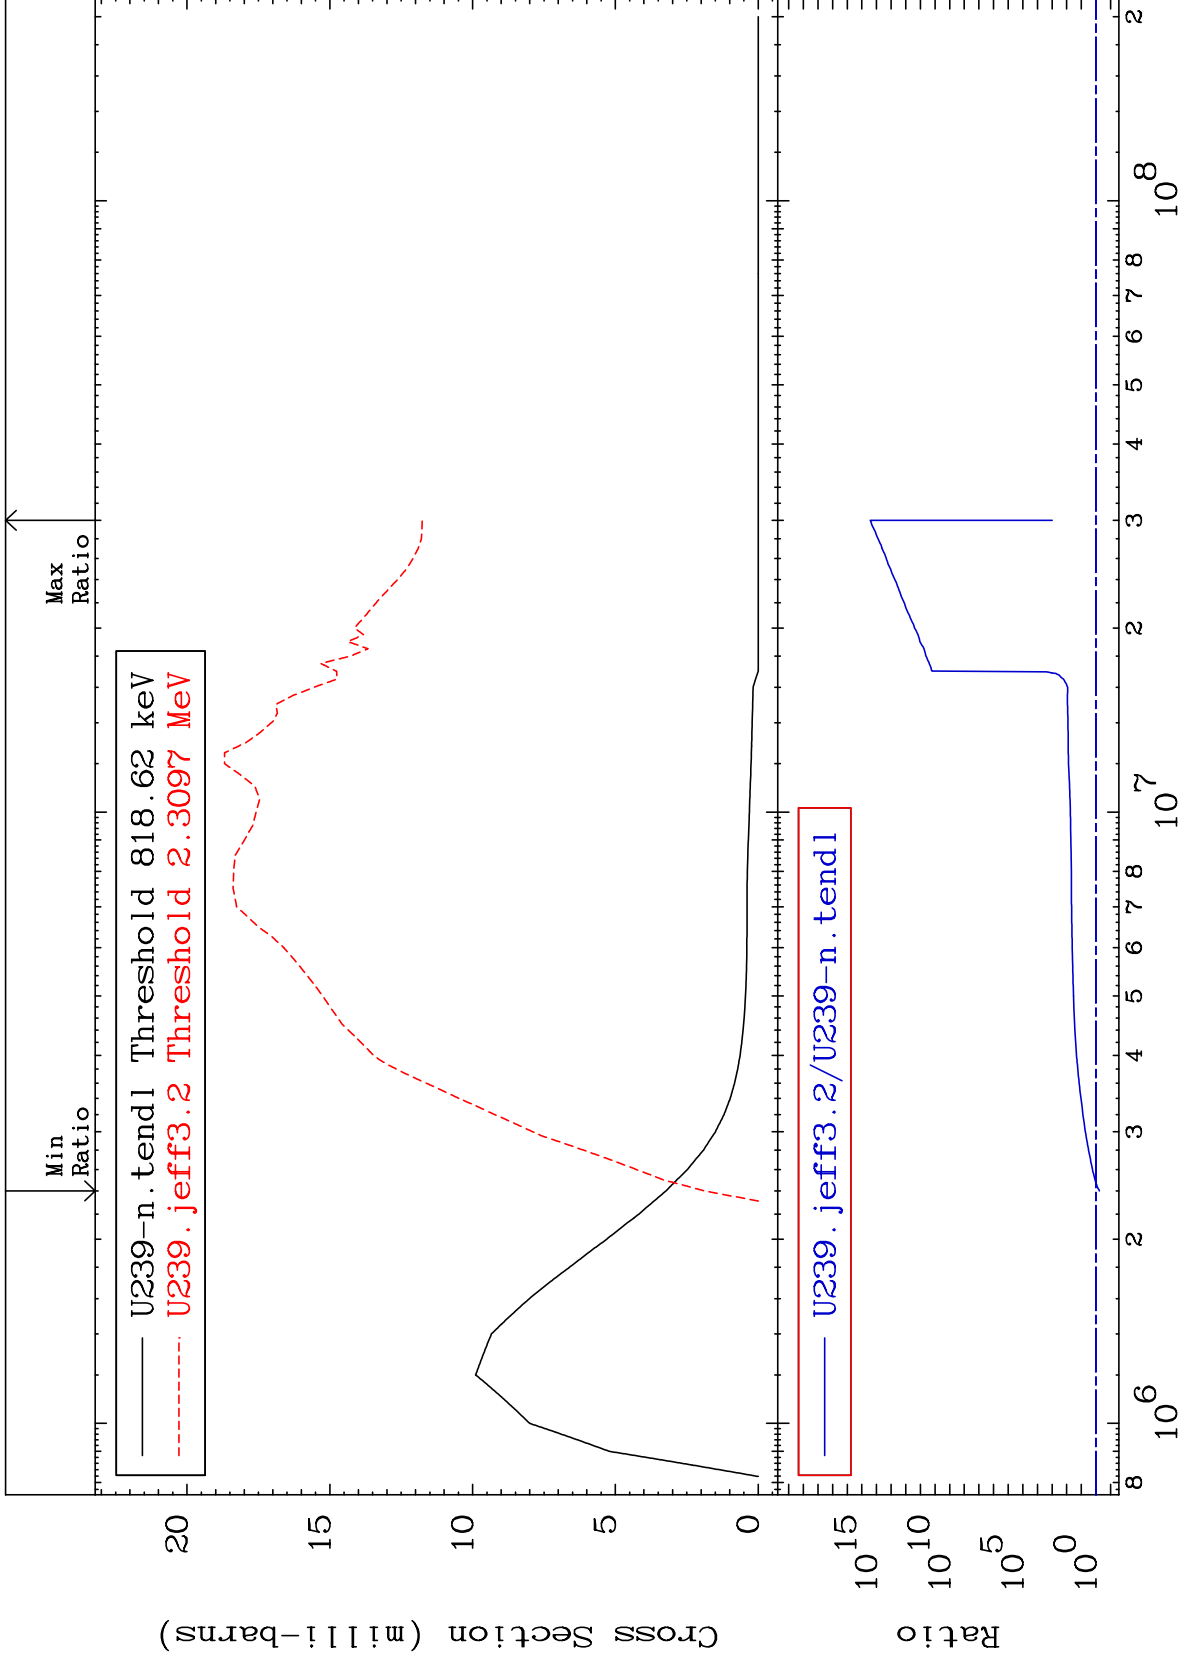 Min
Ratio
Max
Ratio
U239-n.tendl Threshold 818.62 keV
U239.jeff3.2 Threshold 2.3097 MeV
20
15
10
5
0
Cross Section (milli-barns)
U239.jeff3.2/U239-n.tendl
10^15
10^10
10^5
10^0
Ratio
8 10^6 2 3 4 5 6 7 8 10^7 2 3 4 5 6 7 8 10^8 2